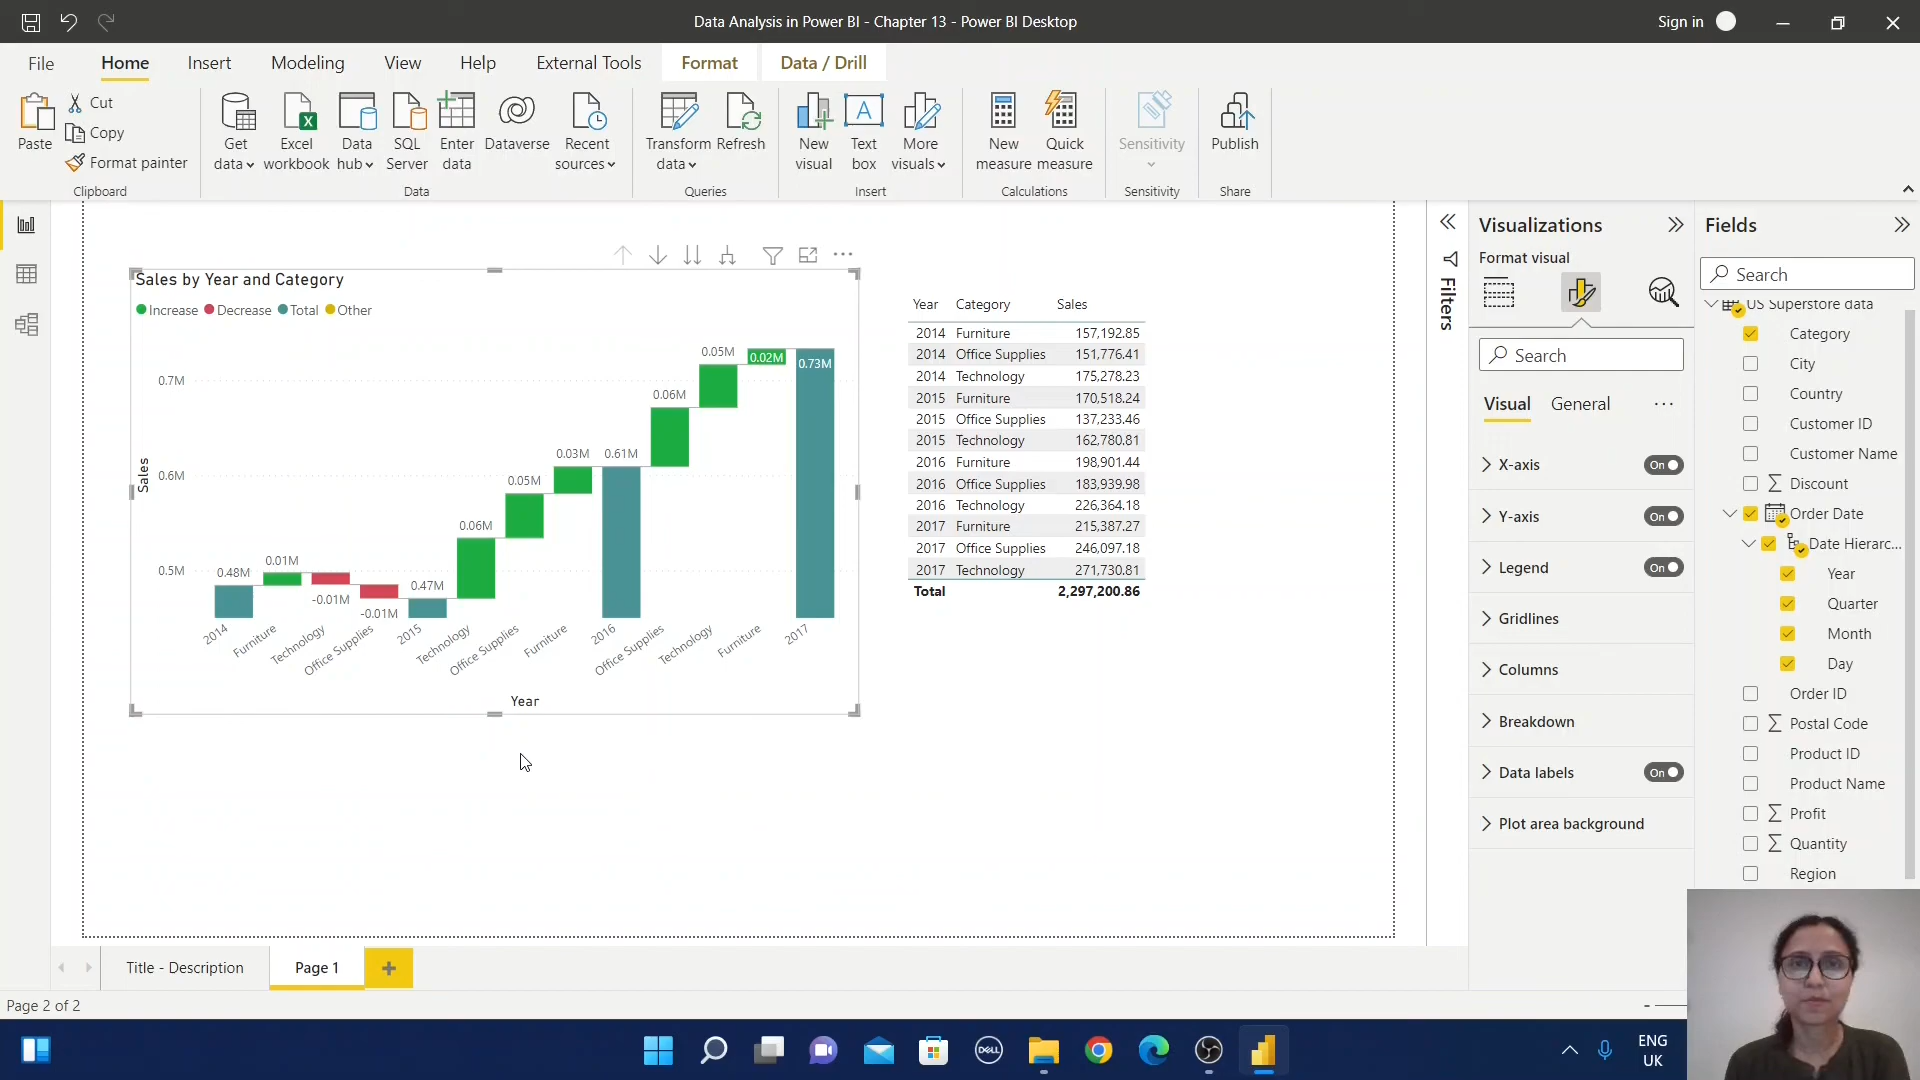 Data Analysis in Power BI - Chapter 13 - Power BI Desktop
Sign in
File
Home
Insert
Modeling
View
Help
External Tools
Format
Data / Drill
Paste
Cut
Copy
Format painter
Clipboard
Get data
Excel workbook
Data hub
SQL Server
Enter data
Dataverse
Recent sources
Data
Transform data
Refresh
Queries
New visual
Text box
More visuals
Insert
New measure
Quick measure
Calculations
Sensitivity
Sensitivity
Publish
Share
Sales by Year and Category
Increase Decrease Total Other
Sales
0.7M
0.6M
0.5M
0.48M
0.01M
-0.01M
-0.01M
0.47M
0.06M
0.05M
0.03M
0.61M
0.06M
0.05M
0.02M
0.73M
2014
Furniture
Technology
Office Supplies
2015
Technology
Office Supplies
Furniture
2016
Office Supplies
Technology
Furniture
2017
Year
Year Category Sales
2014 Furniture 157,192.85
2014 Office Supplies 151,776.41
2014 Technology 175,278.23
2015 Furniture 170,518.24
2015 Office Supplies 137,233.46
2015 Technology 162,780.81
2016 Furniture 198,901.44
2016 Office Supplies 183,939.98
2016 Technology 226,364.18
2017 Furniture 215,387.27
2017 Office Supplies 246,097.18
2017 Technology 271,730.81
Total 2,297,200.86
Filters
Visualizations
Format visual
Search
Visual General
X-axis On
Y-axis On
Legend On
Gridlines
Columns
Breakdown
Data labels On
Plot area background
Fields
Search
US Superstore data
Category
City
Country
Customer ID
Customer Name
Discount
Order Date
Date Hierarc...
Year
Quarter
Month
Day
Order ID
Postal Code
Product ID
Product Name
Profit
Quantity
Region
Title - Description
Page 1
Page 2 of 2
DELL
ENG
UK